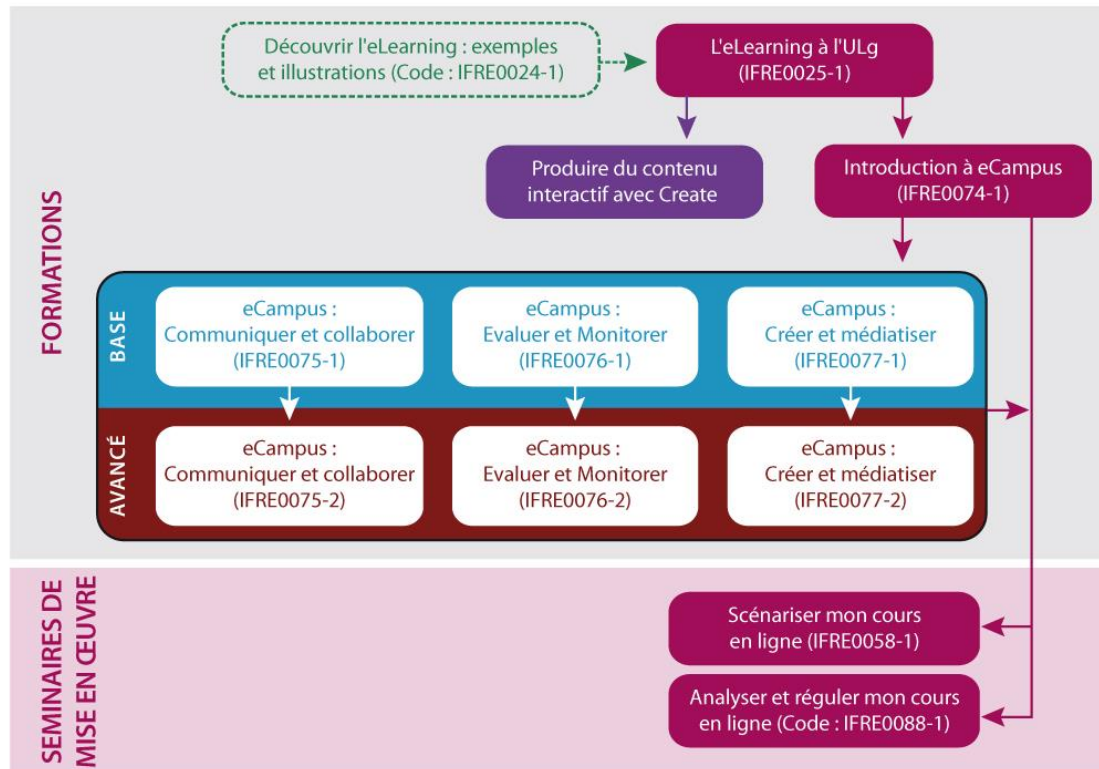 Découvrir l'eLearning : exemples
et illustrations (Code : IFRE0024-1)
L'eLearning à l'ULg
(IFRE0025-1)
Produire du contenu
interactif avec Create
Introduction à eCampus
(IFRE0074-1)
FORMATIONS
BASE
eCampus :
Communiquer et collaborer
(IFRE0075-1)
eCampus :
Evaluer et Monitorer
(IFRE0076-1)
eCampus :
Créer et médiatiser
(IFRE0077-1)
AVANCÉ
eCampus :
Communiquer et collaborer
(IFRE0075-2)
eCampus :
Evaluer et Monitorer
(IFRE0076-2)
eCampus :
Créer et médiatiser
(IFRE0077-2)
SEMINAIRES DE
MISE EN ŒUVRE
Scénariser mon cours
en ligne (IFRE0058-1)
Analyser et réguler mon cours
en ligne (Code : IFRE0088-1)